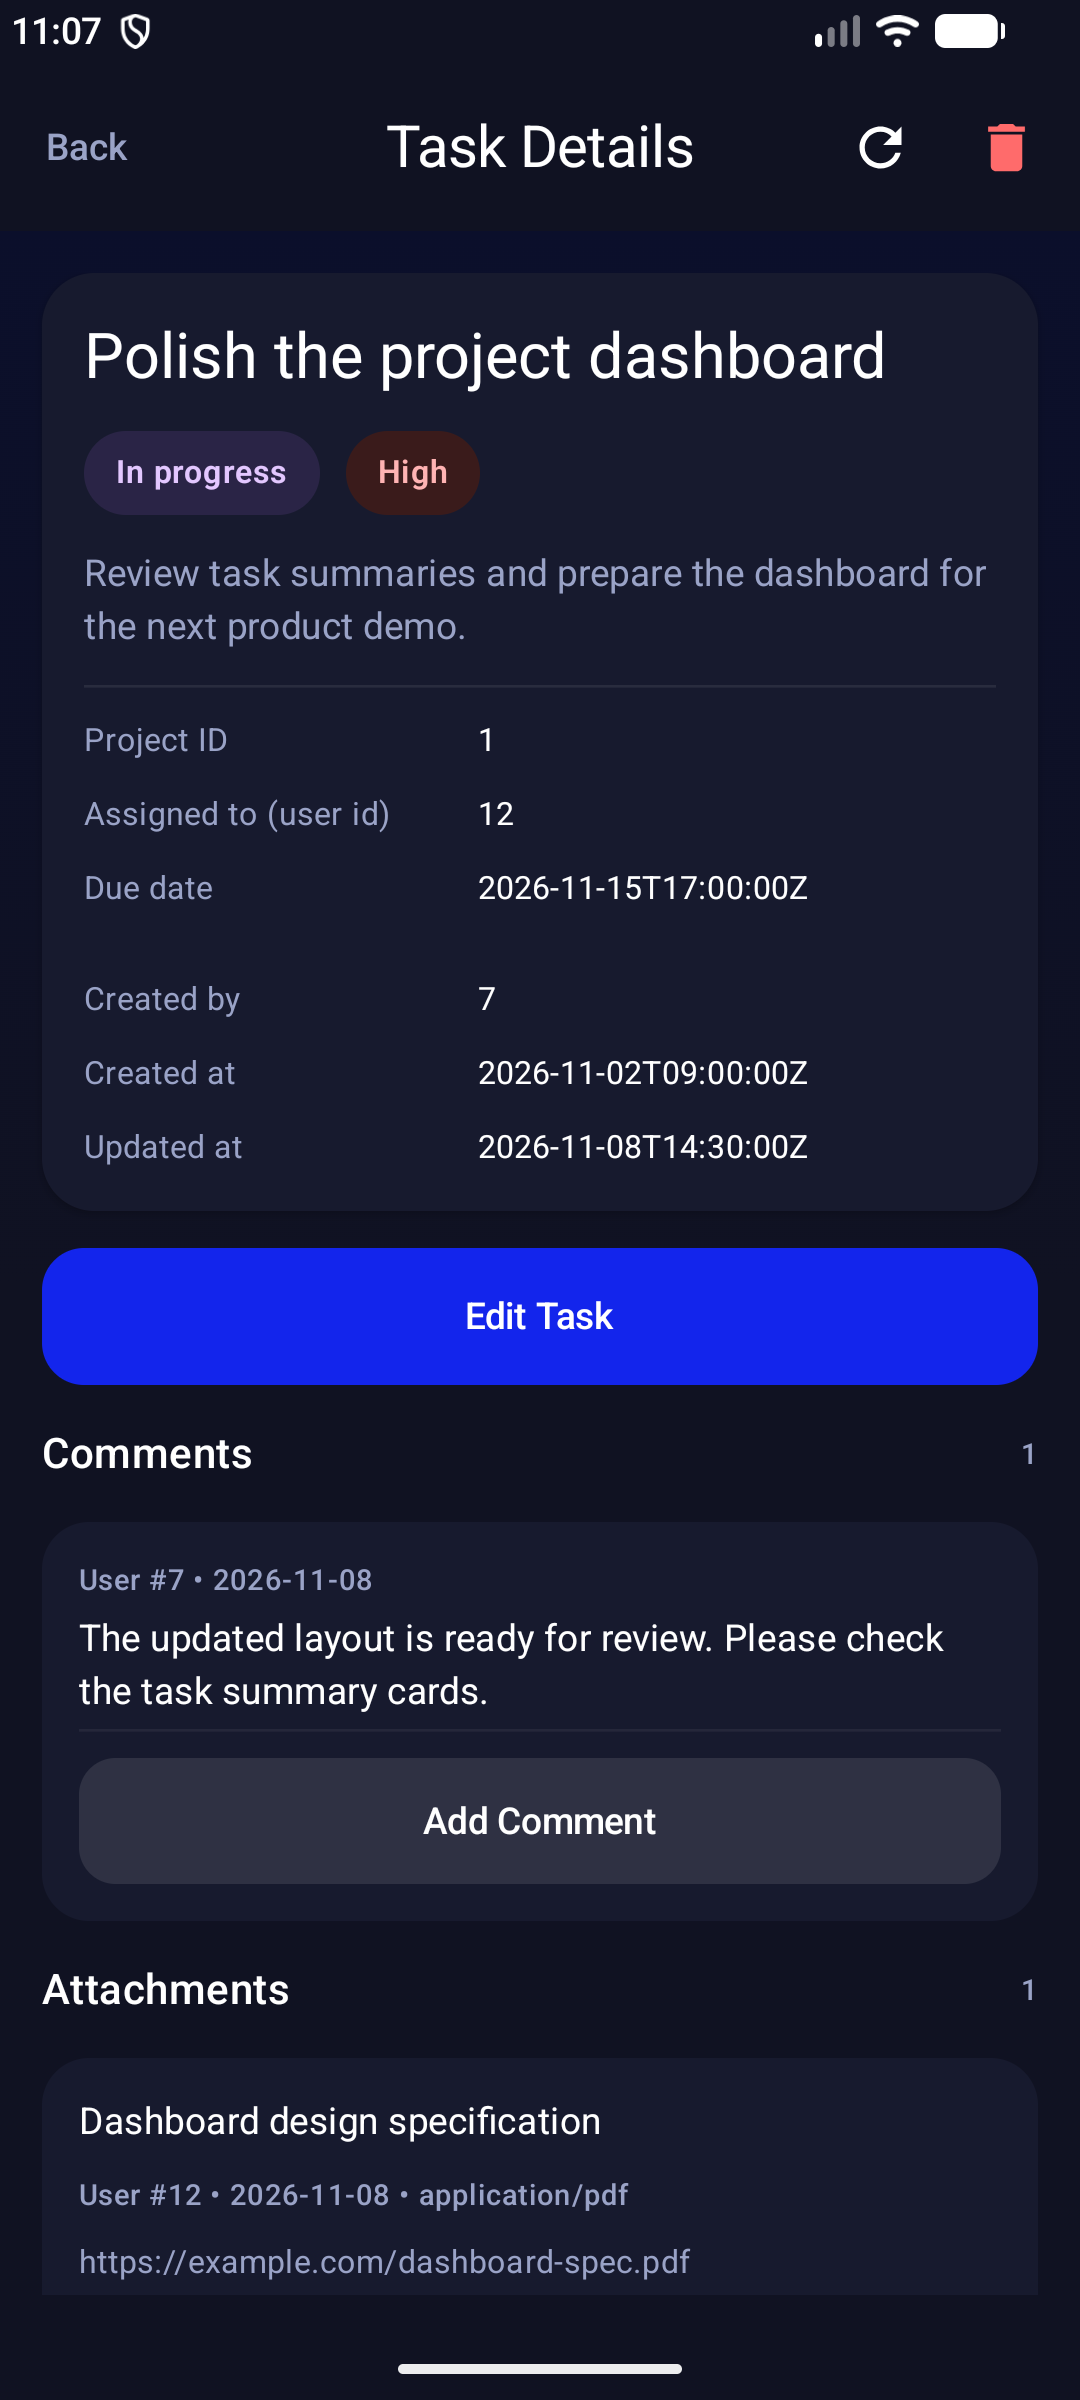 11:07
Back
Task Details
Polish the project dashboard
In progress
High
Review task summaries and prepare the dashboard for
the next product demo.
Project ID 1
Assigned to (user id) 12
Due date 2026-11-15T17:00:00Z
Created by 7
Created at 2026-11-02T09:00:00Z
Updated at 2026-11-08T14:30:00Z
Edit Task
Comments 1
User #7 • 2026-11-08
The updated layout is ready for review. Please check
the task summary cards.
Add Comment
Attachments 1
Dashboard design specification
User #12 • 2026-11-08 • application/pdf
https://example.com/dashboard-spec.pdf